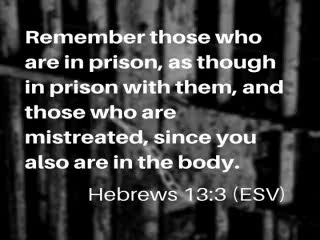 Remember those who
are in prison, as though
in prison with them, and
those who are
mistreated, since you
also are in the body.
Hebrews 13:3 (ESV)